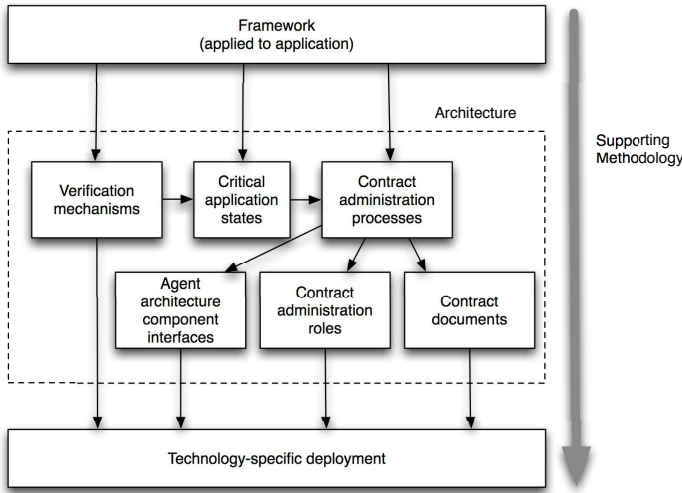 Framework
(applied to application)
Architecture
Supporting
Methodology
Verification
mechanisms
Critical
application
states
Contract
administration
processes
Agent
architecture
component
interfaces
Contract
administration
roles
Contract
documents
Technology-specific deployment